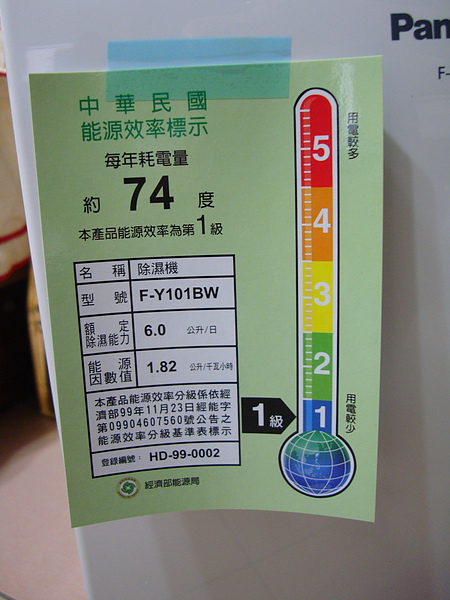 Pan
F-
中華民國
能源效率標示
每年耗電量
約 74 度
本產品能源效率為第1級
名稱 除濕機
型號 F-Y101BW
額定除濕能力 6.0 公升/日
能源因數值 1.82 公升/千瓦小時
本產品能源效率分級係依經
濟部99年11月23日經能字
第09904607560號公告之
能源效率分級基準表標示
登錄編號： HD-99-0002
經濟部能源局
用電較多
5
4
3
2
1
用電較少
1級